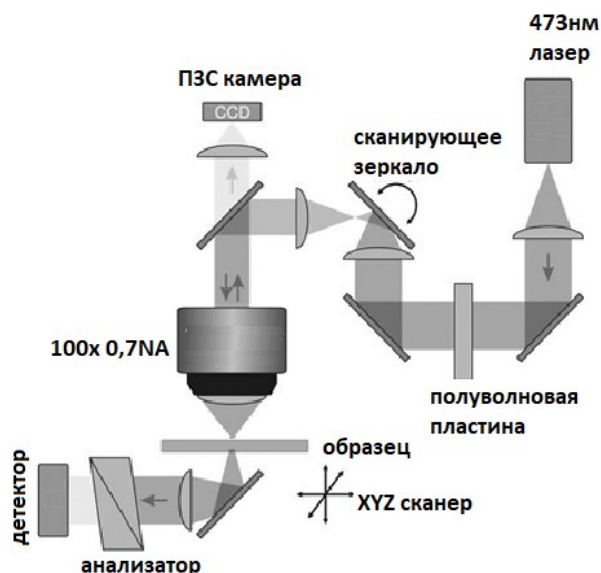 473нм
лазер
ПЗС камера
CCD
сканирующее
зеркало
100x 0,7NA
полуволновая
пластина
образец
XYZ сканер
детектор
анализатор